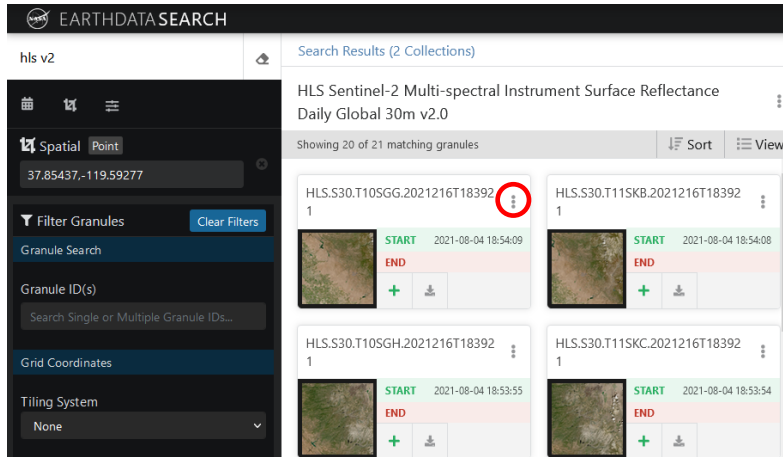 EARTHDATA SEARCH
hls v2
Spatial Point
37.85437,-119.59277
Filter Granules Clear Filters
Granule Search
Granule ID(s)
Search Single or Multiple Granule IDs...
Grid Coordinates
Tiling System
None
Search Results (2 Collections)
HLS Sentinel-2 Multi-spectral Instrument Surface Reflectance
Daily Global 30m v2.0
Showing 20 of 21 matching granules Sort View
HLS.S30.T10SGG.2021216T18392
1
START 2021-08-04 18:54:09
END
HLS.S30.T11SKB.2021216T18392
1
START 2021-08-04 18:54:08
END
HLS.S30.T10SGH.2021216T18392
1
START 2021-08-04 18:53:55
END
HLS.S30.T11SKC.2021216T18392
1
START 2021-08-04 18:53:54
END